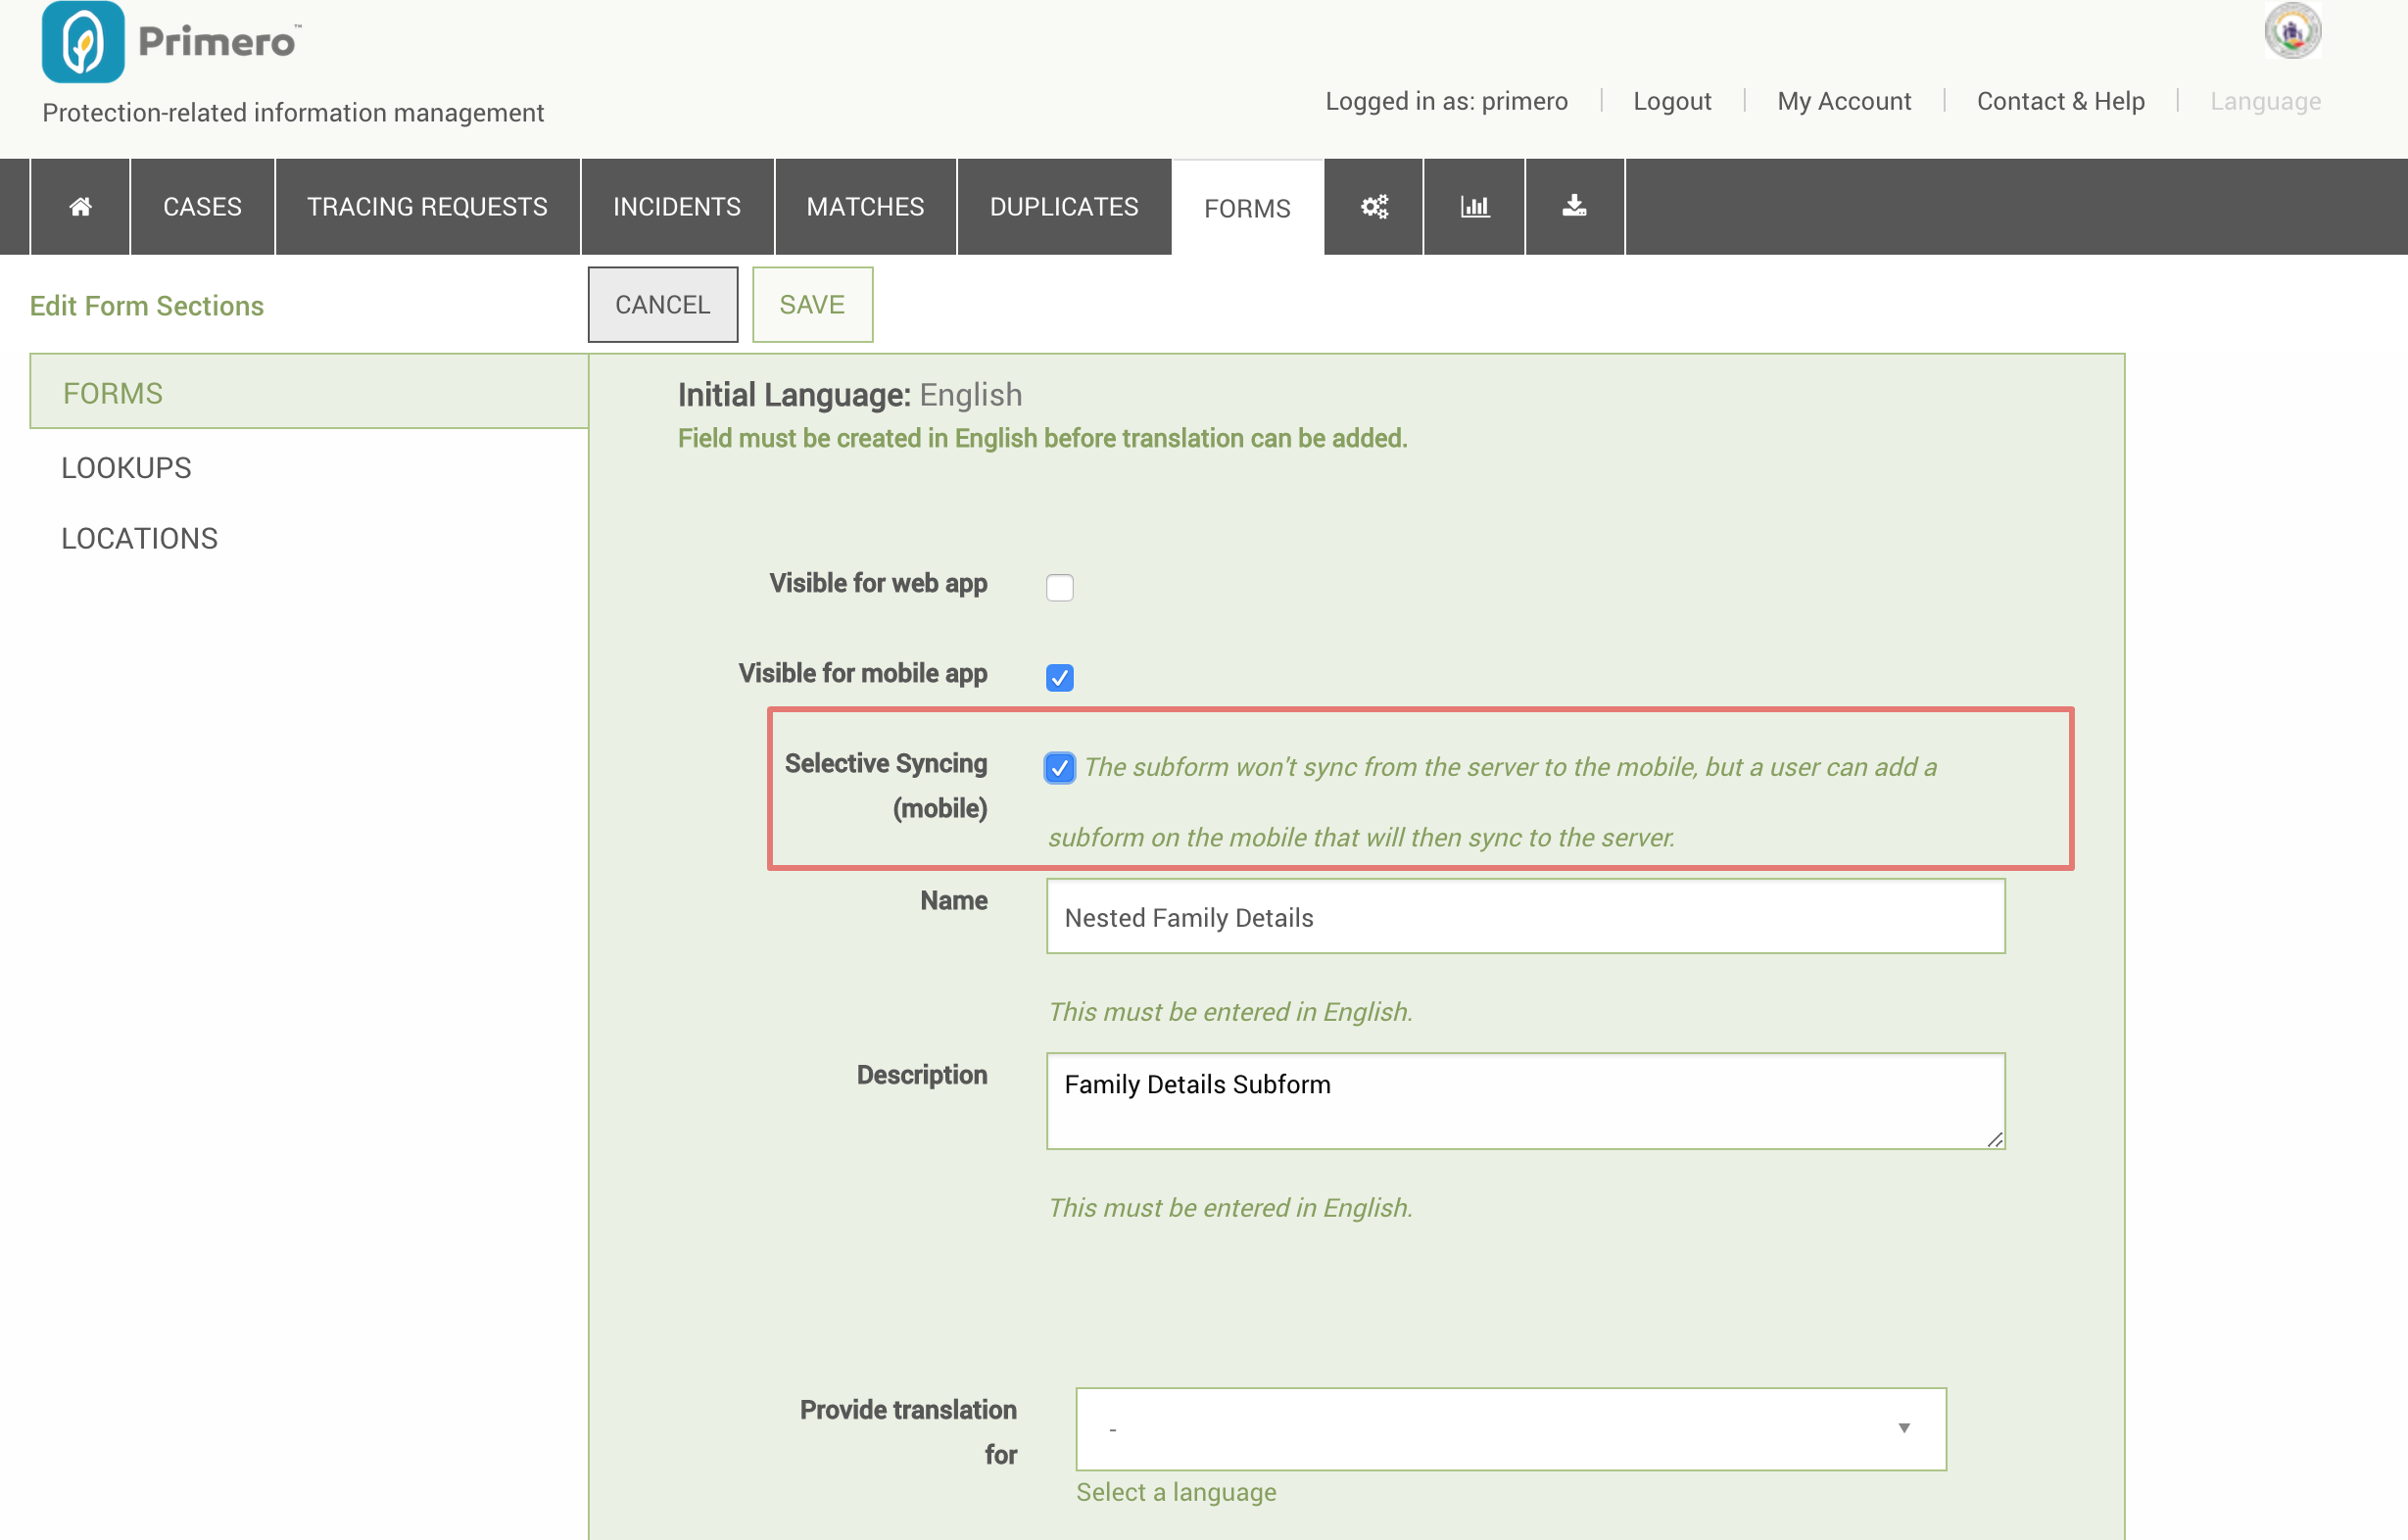 Primero™
Protection-related information management
Logged in as: primero
Logout
My Account
Contact & Help
Language
CASES
TRACING REQUESTS
INCIDENTS
MATCHES
DUPLICATES
FORMS
Edit Form Sections
CANCEL
SAVE
FORMS
LOOKUPS
LOCATIONS
Initial Language: English
Field must be created in English before translation can be added.
Visible for web app
Visible for mobile app
Selective Syncing
(mobile)
The subform won't sync from the server to the mobile, but a user can add a
subform on the mobile that will then sync to the server.
Name
Nested Family Details
This must be entered in English.
Description
Family Details Subform
This must be entered in English.
Provide translation
for
-
Select a language